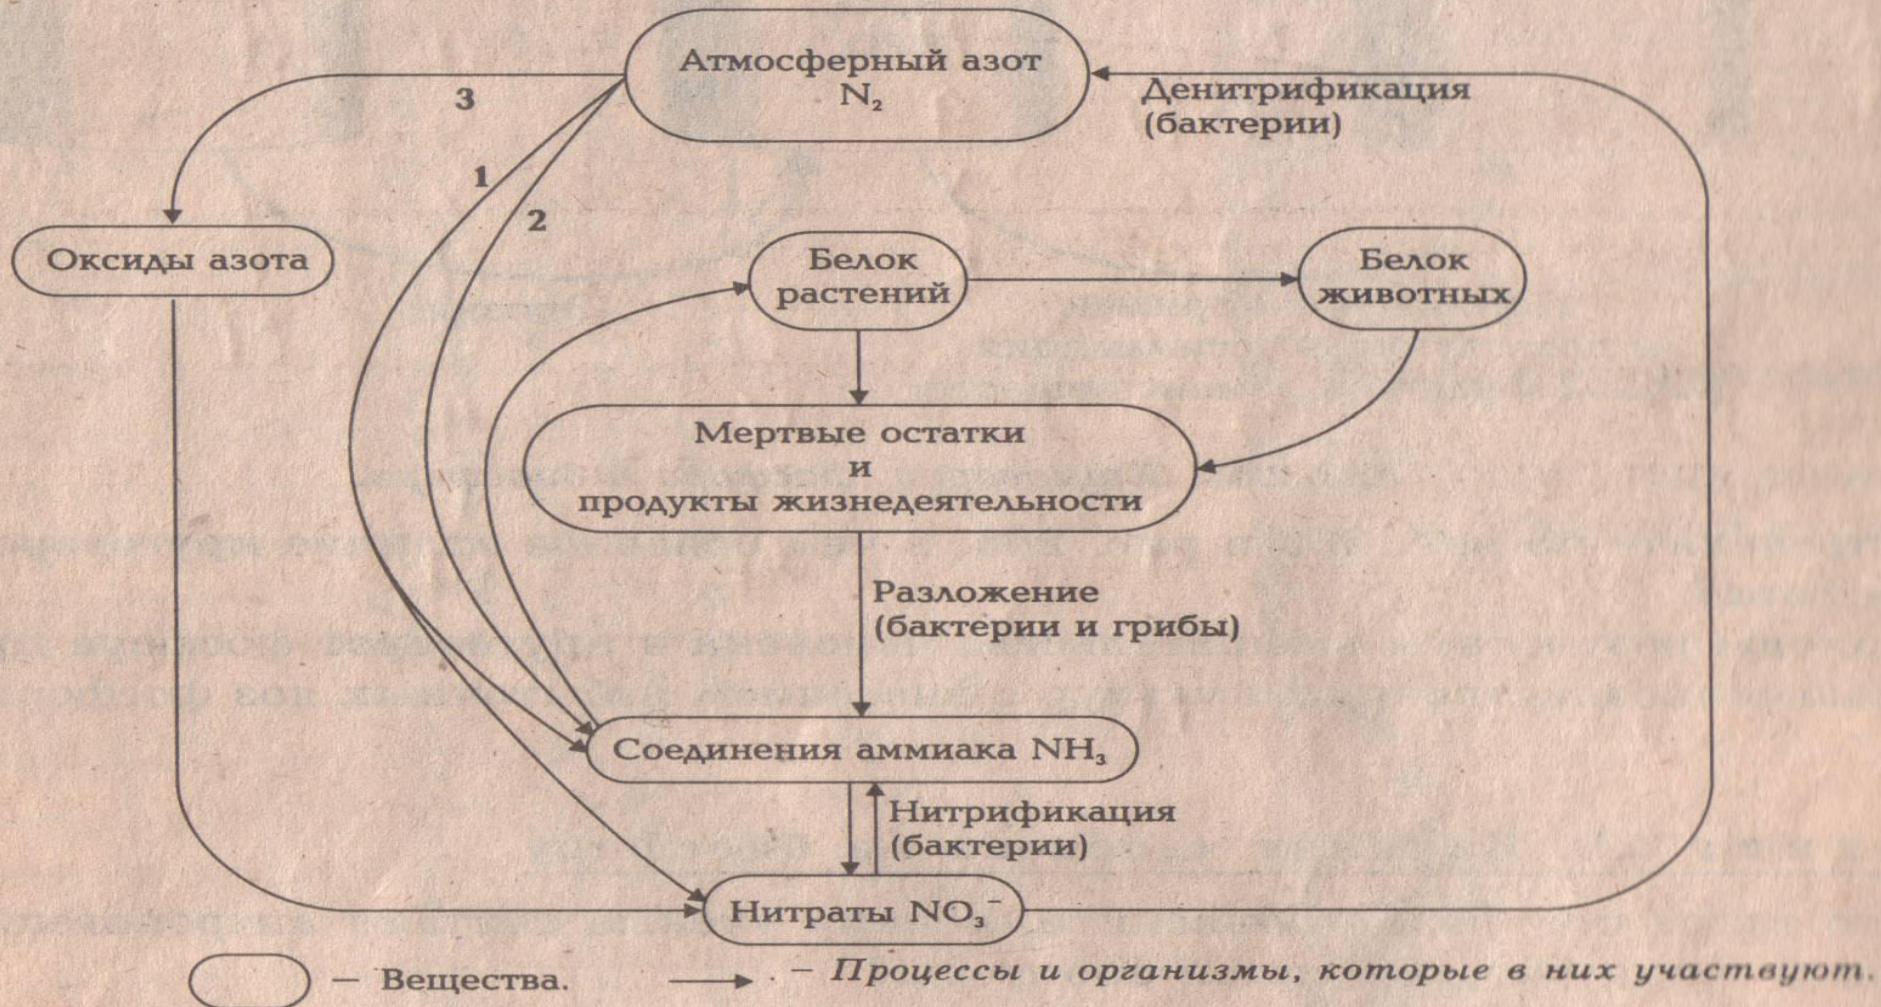 Атмосферный азот
N₂
3
Денитрификация
(бактерии)
1
2
Оксиды азота
Белок
растений
Белок
животных
Мертвые остатки
и
продукты жизнедеятельности
Разложение
(бактерии и грибы)
Соединения аммиака NH₃
Нитрификация
(бактерии)
Нитраты NO₃⁻
— Вещества.
— Процессы и организмы, которые в них участвуют.